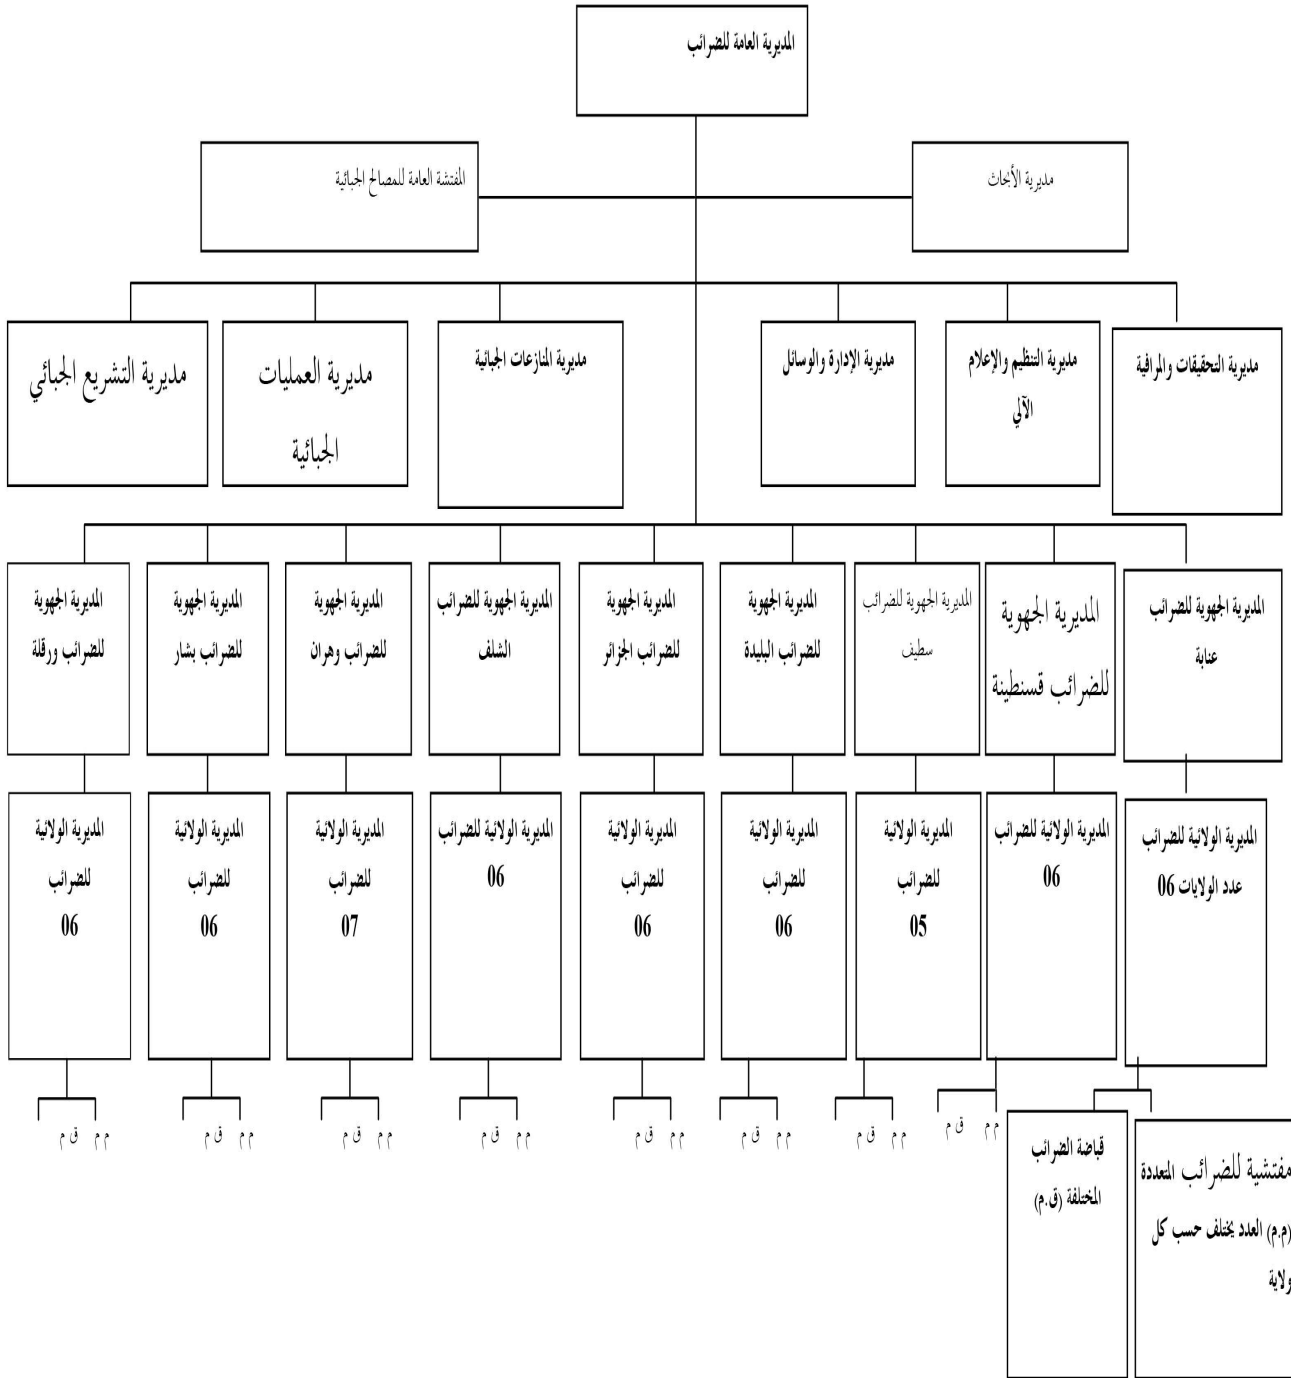 المديرية العامة للضرائب
مديرية الأبحاث
المفتشة العامة للمصالح الجبائية
مديرية التحقيقات والمراقبة
مديرية التنظيم والإعلام
الآلي
مديرية الإدارة والوسائل
مديرية المنازعات الجبائية
مديرية العمليات
الجبائية
مديرية التشريع الجبائي
المديرية الجهوية للضرائب
عنابة
المديرية الجهوية
للضرائب قسنطينة
المديرية الجهوية للضرائب
سطيف
المديرية الجهوية
للضرائب البليدة
المديرية الجهوية
للضرائب الجزائر
المديرية الجهوية للضرائب
الشلف
المديرية الجهوية
للضرائب وهران
المديرية الجهوية
للضرائب بشار
المديرية الجهوية
للضرائب ورقلة
المديرية الولائية للضرائب
عدد الولايات 06
المديرية الولائية للضرائب
06
المديرية الولائية
للضرائب
05
المديرية الولائية
للضرائب
06
المديرية الولائية
للضرائب
06
المديرية الولائية للضرائب
06
المديرية الولائية
للضرائب
07
المديرية الولائية
للضرائب
06
المديرية الولائية
للضرائب
06
مفتشية للضرائب المتعددة
(م.م) العدد يختلف حسب كل
ولاية
قباضة الضرائب
المختلفة (ق.م)
م م ق م
م م ق م
م م ق م
م م ق م
م م ق م
م م ق م
م م ق م
م م ق م